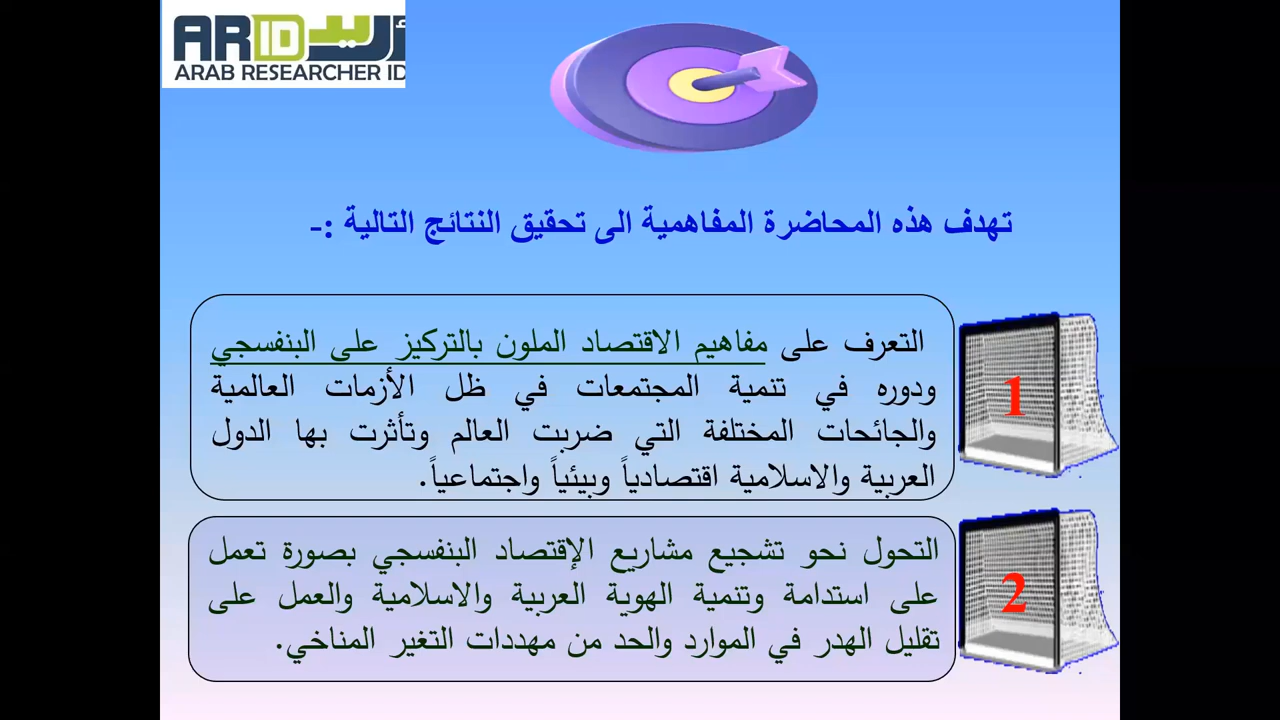 ARID أريد
ARAB RESEARCHER ID
تهدف هذه المحاضرة المفاهمية الى تحقيق النتائج التالية :-
التعرف على مفاهيم الاقتصاد الملون بالتركيز على البنفسجي
ودوره في تنمية المجتمعات في ظل الأزمات العالمية
والجائحات المختلفة التي ضربت العالم وتأثرت بها الدول
العربية والاسلامية اقتصادياً وبيئياً واجتماعياً.
1
التحول نحو تشجيع مشاريع الإقتصاد البنفسجي بصورة تعمل
على استدامة وتنمية الهوية العربية والاسلامية والعمل على
تقليل الهدر في الموارد والحد من مهددات التغير المناخي.
2